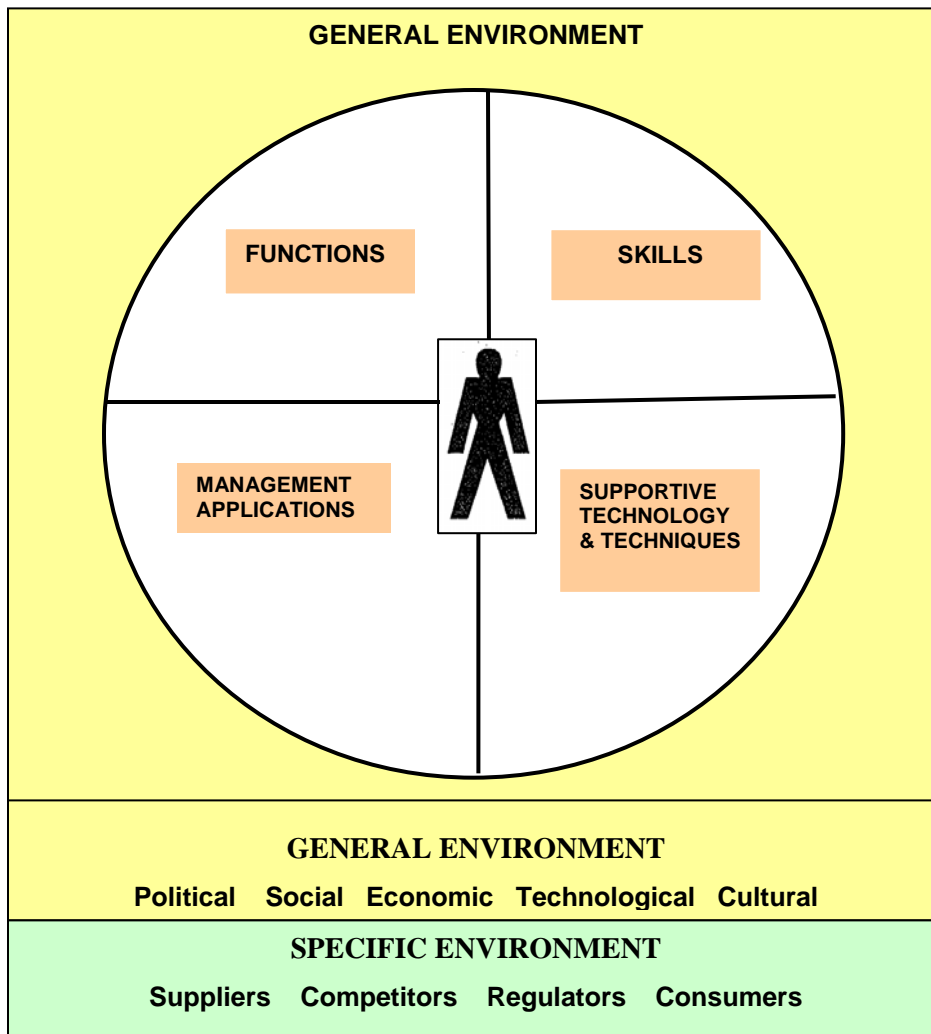 GENERAL ENVIRONMENT
FUNCTIONS
SKILLS
MANAGEMENT
APPLICATIONS
SUPPORTIVE
TECHNOLOGY
& TECHNIQUES
GENERAL ENVIRONMENT
Political Social Economic Technological Cultural
SPECIFIC ENVIRONMENT
Suppliers Competitors Regulators Consumers